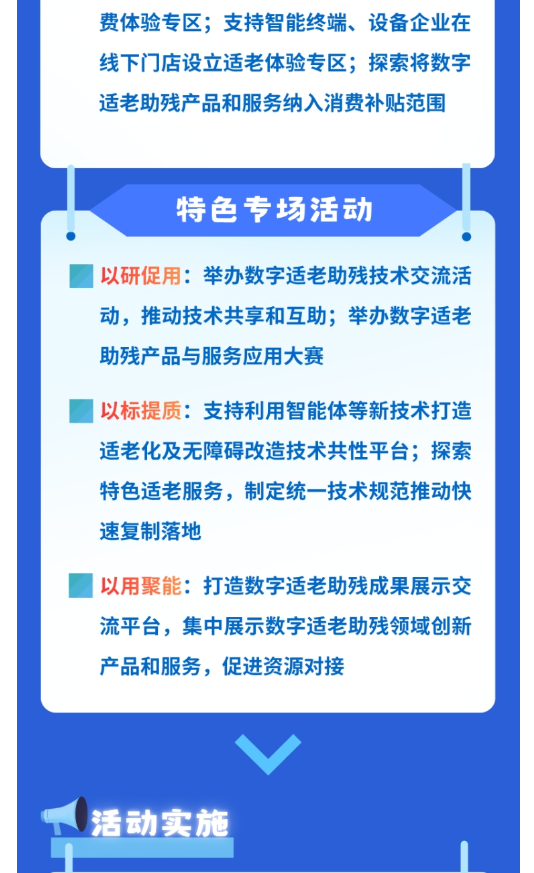 费体验专区；支持智能终端、设备企业在
线下门店设立适老体验专区；探索将数字
适老助残产品和服务纳入消费补贴范围
特色专场活动
以研促用：举办数字适老助残技术交流活
动，推动技术共享和互助；举办数字适老
助残产品与服务应用大赛
以标提质：支持利用智能体等新技术打造
适老化及无障碍改造技术共性平台；探索
特色适老服务，制定统一技术规范推动快
速复制落地
以用聚能：打造数字适老助残成果展示交
流平台，集中展示数字适老助残领域创新
产品和服务，促进资源对接
活动实施